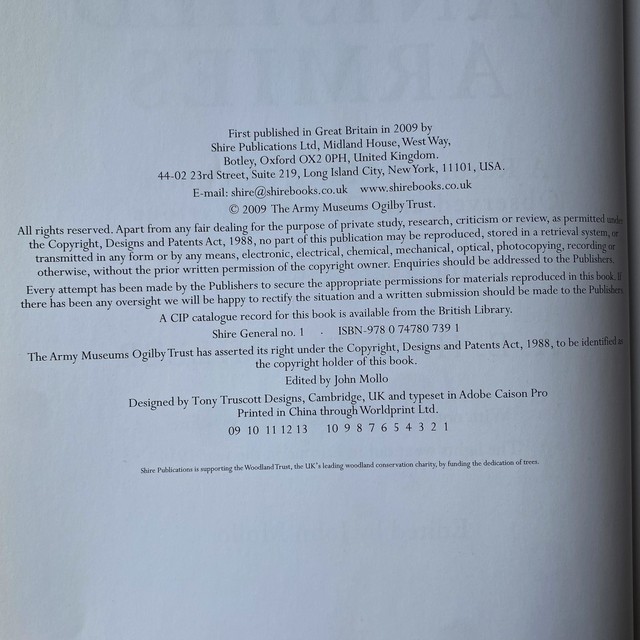 First published in Great Britain in 2009 by
Shire Publications Ltd, Midland House, West Way,
Botley, Oxford OX2 0PH, United Kingdom.
44-02 23rd Street, Suite 219, Long Island City, New York, 11101, USA.
E-mail: shire@shirebooks.co.uk www.shirebooks.co.uk
© 2009 The Army Museums Ogilby Trust.
All rights reserved. Apart from any fair dealing for the purpose of private study, research, criticism or review, as permitted under
the Copyright, Designs and Patents Act, 1988, no part of this publication may be reproduced, stored in a retrieval system, or
transmitted in any form or by any means, electronic, electrical, chemical, mechanical, optical, photocopying, recording or
otherwise, without the prior written permission of the copyright owner. Enquiries should be addressed to the Publishers.
Every attempt has been made by the Publishers to secure the appropriate permissions for materials reproduced in this book. If
there has been any oversight we will be happy to rectify the situation and a written submission should be made to the Publishers.
A CIP catalogue record for this book is available from the British Library.
Shire General no. 1 · ISBN-978 0 74780 739 1
The Army Museums Ogilby Trust has asserted its right under the Copyright, Designs and Patents Act, 1988, to be identified as
the copyright holder of this book.
Edited by John Mollo
Designed by Tony Truscott Designs, Cambridge, UK and typeset in Adobe Caison Pro
Printed in China through Worldprint Ltd.
09 10 11 12 13 10 9 8 7 6 5 4 3 2 1
Shire Publications is supporting the Woodland Trust, the UK's leading woodland conservation charity, by funding the dedication of trees.